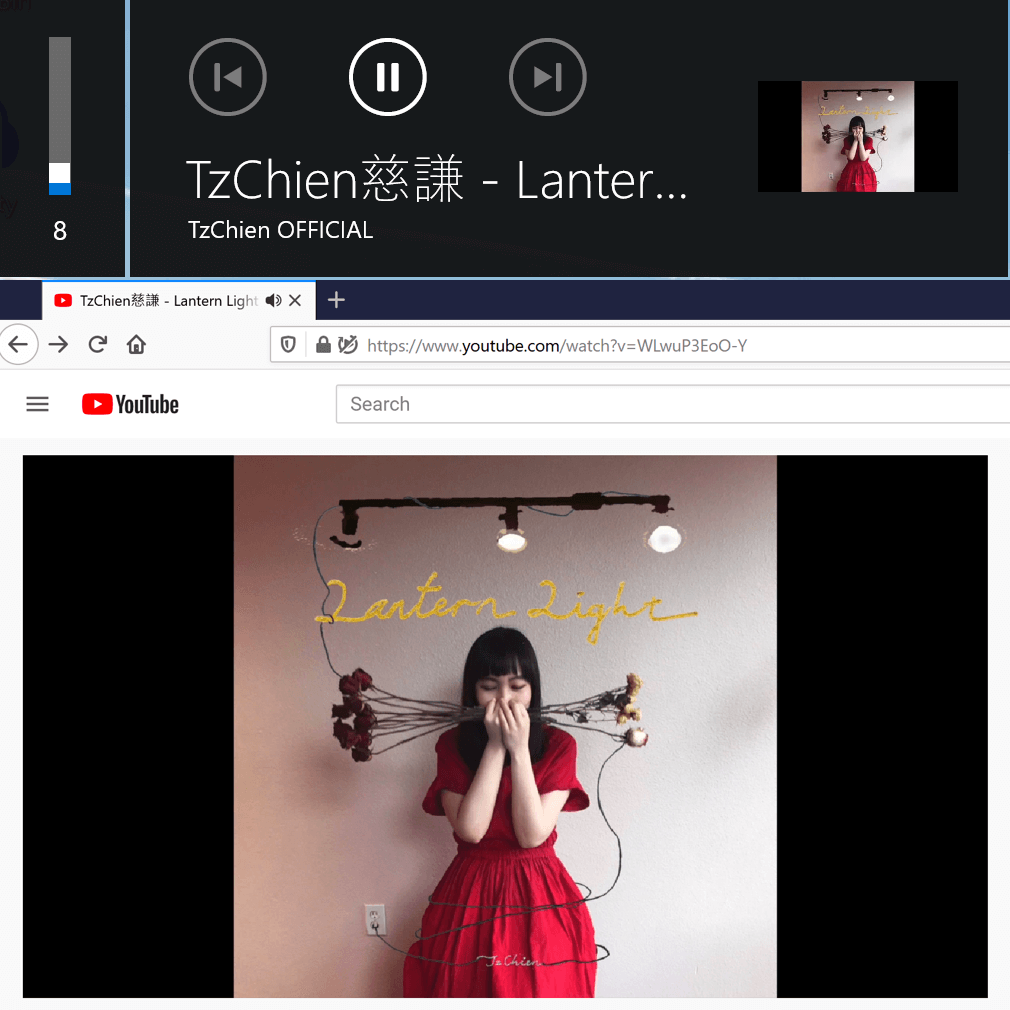 TzChien慈謙 - Lanter...
TzChien OFFICIAL
8
TzChien慈謙 - Lantern Light
https://www.youtube.com/watch?v=WLwuP3EoO-Y
YouTube
Search
Lantern Light
TzChien